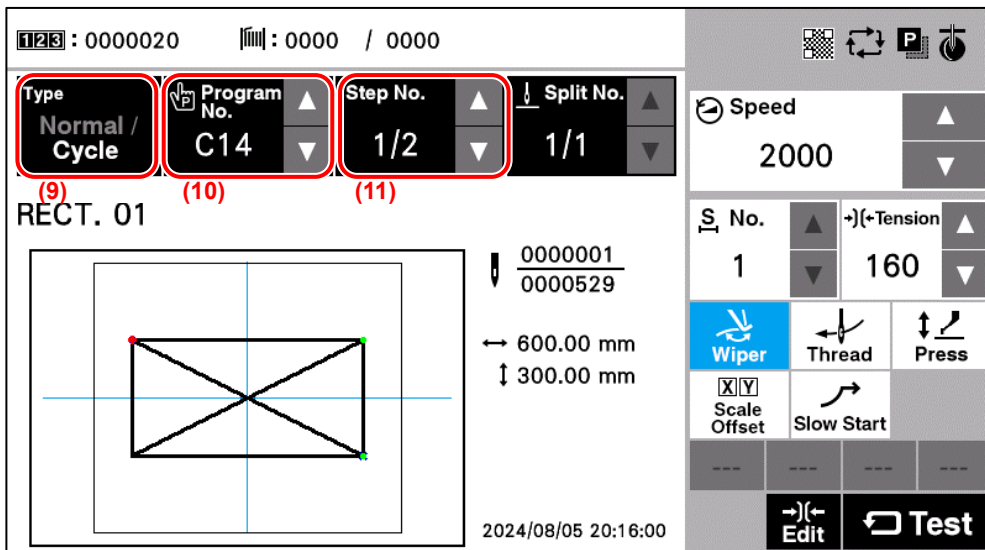 123 : 0000020 : 0000 / 0000
P
Type
Normal /
Cycle
P Program No.
C14
Step No.
1/2
Split No.
1/1
(9)
(10)
(11)
RECT. 01
0000001
0000529
600.00 mm
300.00 mm
2024/08/05 20:16:00
Speed
2000
S No.
1
Tension
160
Wiper
Thread
Press
X Y
Scale
Offset
Slow Start
--- --- --- ---
Edit
Test